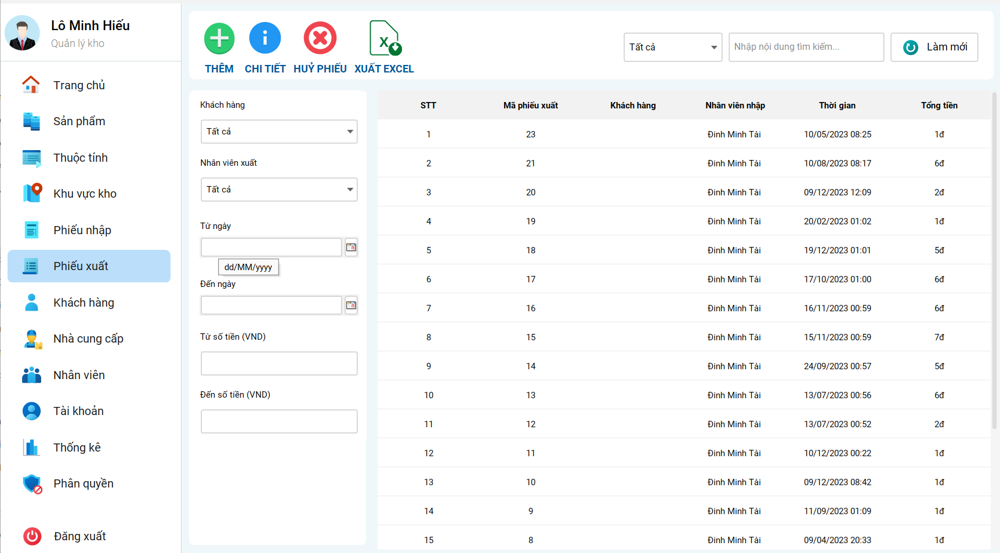 Lô Minh Hiếu
Quản lý kho
Trang chủ
Sản phẩm
Thuộc tính
Khu vực kho
Phiếu nhập
Phiếu xuất
Khách hàng
Nhà cung cấp
Nhân viên
Tài khoản
Thống kê
Phân quyền
Đăng xuất
THÊM CHI TIẾT HUỶ PHIẾU XUẤT EXCEL
Tất cả Nhập nội dung tìm kiếm... Làm mới
Khách hàng
Tất cả
Nhân viên xuất
Tất cả
Từ ngày
dd/MM/yyyy
Đến ngày
Từ số tiền (VND)
Đến số tiền (VND)
STT Mã phiếu xuất Khách hàng Nhân viên nhập Thời gian Tổng tiền
1 23 Đinh Minh Tài 10/05/2023 08:25 1đ
2 21 Đinh Minh Tài 10/08/2023 08:17 6đ
3 20 Đinh Minh Tài 09/12/2023 12:09 2đ
4 19 Đinh Minh Tài 20/02/2023 01:02 1đ
5 18 Đinh Minh Tài 19/12/2023 01:01 5đ
6 17 Đinh Minh Tài 17/10/2023 01:00 6đ
7 16 Đinh Minh Tài 16/11/2023 00:59 6đ
8 15 Đinh Minh Tài 15/11/2023 00:59 7đ
9 14 Đinh Minh Tài 24/09/2023 00:57 5đ
10 13 Đinh Minh Tài 13/07/2023 00:56 6đ
11 12 Đinh Minh Tài 13/07/2023 00:52 2đ
12 11 Đinh Minh Tài 10/12/2023 00:22 1đ
13 10 Đinh Minh Tài 09/12/2023 08:42 1đ
14 9 Đinh Minh Tài 11/09/2023 01:09 1đ
15 8 Đinh Minh Tài 09/04/2023 20:33 1đ